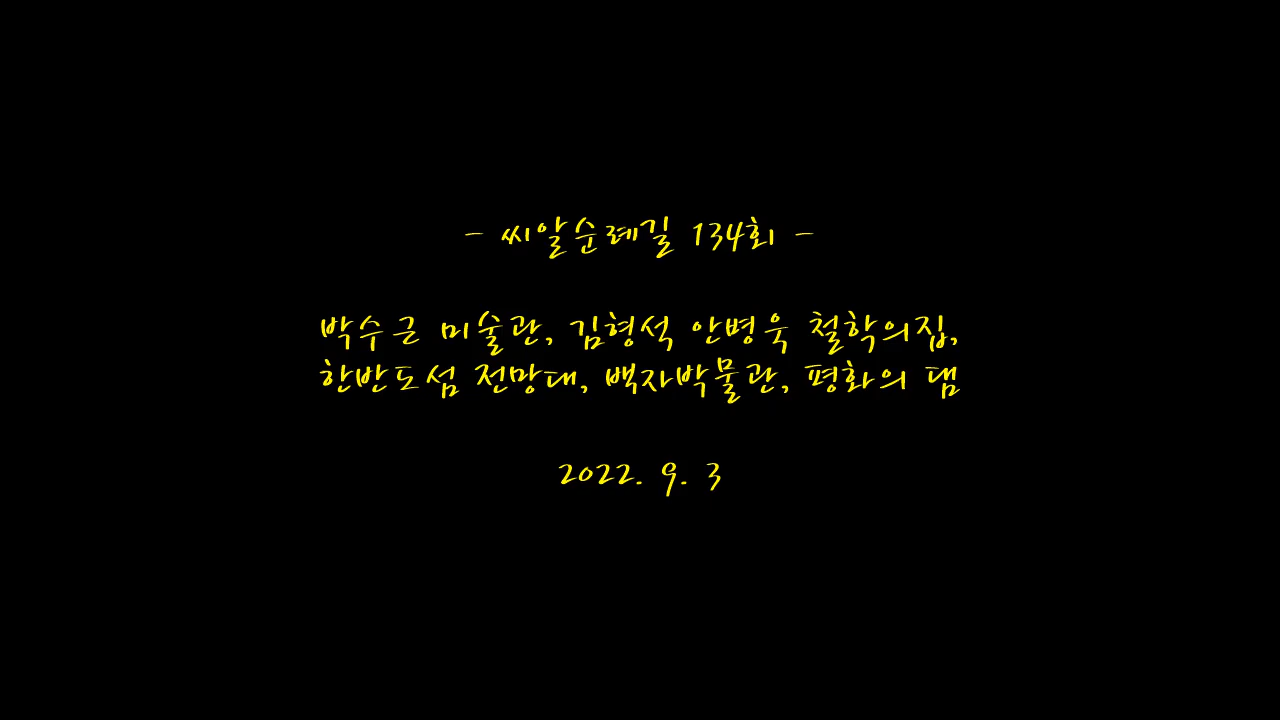 - 씨알순례길 134회 -
박수근 미술관, 김형석 안병욱 철학의집,
한반도섬 전망대, 백자박물관, 평화의 댐
2022. 9. 3